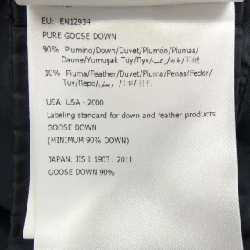 EU: EN12934
PURE GOOSE DOWN
90% Piumino/Down/Duvet/Plumón/Plumas/
Daune/Yumuşak Tüy/Пух/
10% Piuma/Feather/Duvet/Pluma/Penas/Feder/
Tüy/Перо/
USA: USA - 2000
Labeling standard for down and feather products
GOOSE DOWN
(MINIMUM 90% DOWN)
JAPAN: JIS L 1903 - 2011
GOOSE DOWN 90%